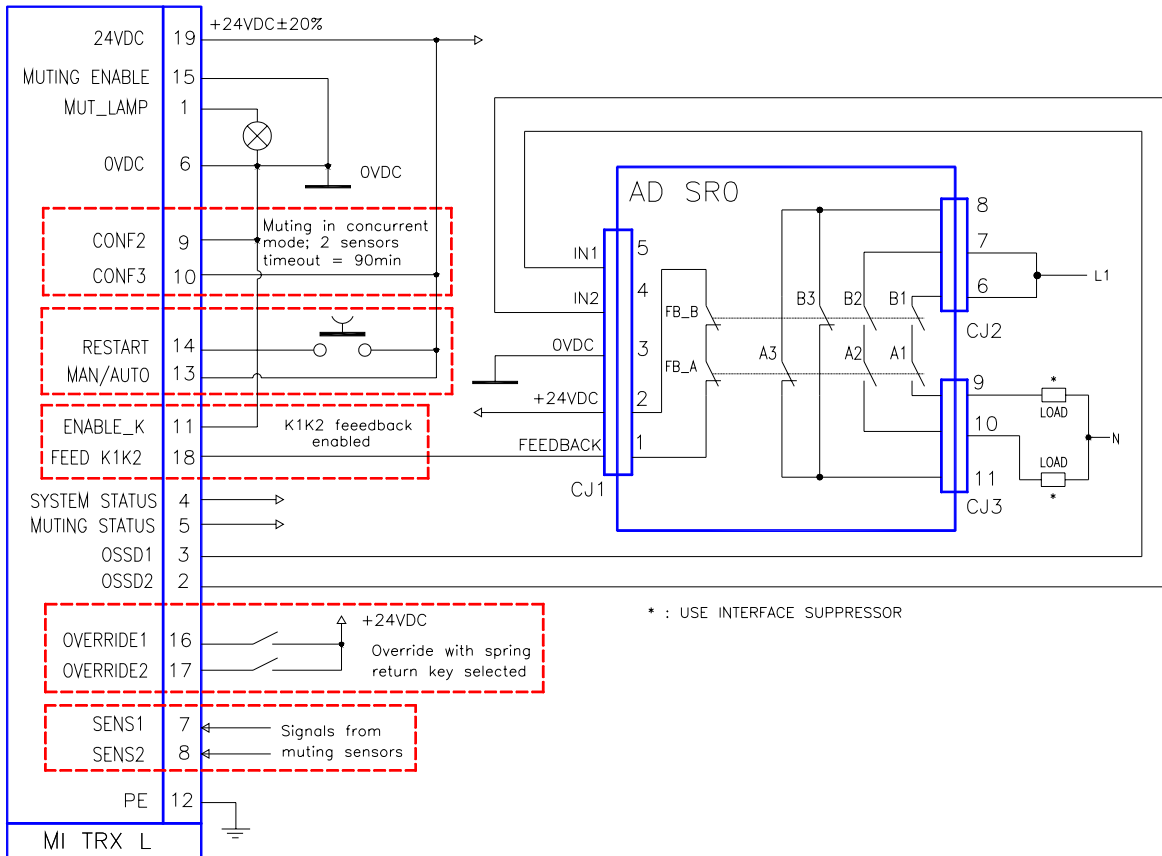 +24VDC±20%
24VDC 19
MUTING ENABLE 15
MUT_LAMP 1
0VDC 6
0VDC
Muting in concurrent
mode; 2 sensors
timeout = 90min
CONF2 9
CONF3 10
RESTART 14
MAN/AUTO 13
ENABLE_K 11
K1K2 feeedback
enabled
FEED K1K2 18
SYSTEM STATUS 4
MUTING STATUS 5
OSSD1 3
OSSD2 2
+24VDC
OVERRIDE1 16
OVERRIDE2 17
Override with spring
return key selected
SENS1 7
SENS2 8
Signals from
muting sensors
PE 12
MI TRX L
AD SR0
IN1 5
IN2 4
0VDC 3
+24VDC 2
FEEDBACK 1
CJ1
FB_B
FB_A
B3 B2 B1
A3 A2 A1
8
7
6
CJ2
L1
9
10
11
CJ3
*
LOAD
N
LOAD
*
* : USE INTERFACE SUPPRESSOR